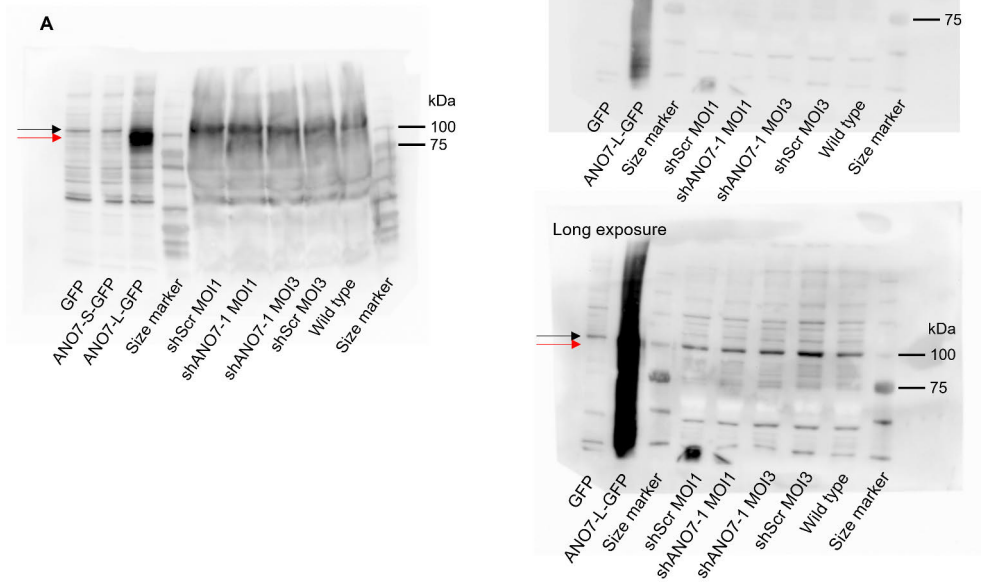 A
kDa
100
75
GFP
ANO7-S-GFP
ANO7-L-GFP
Size marker
shScr MOI1
shANO7-1 MOI1
shANO7-1 MOI3
shScr MOI3
Wild type
Size marker
75
GFP
ANO7-L-GFP
Size marker
shScr MOI1
shANO7-1 MOI1
shANO7-1 MOI3
shScr MOI3
Wild type
Size marker
Long exposure
kDa
100
75
GFP
ANO7-L-GFP
Size marker
shScr MOI1
shANO7-1 MOI1
shANO7-1 MOI3
shScr MOI3
Wild type
Size marker